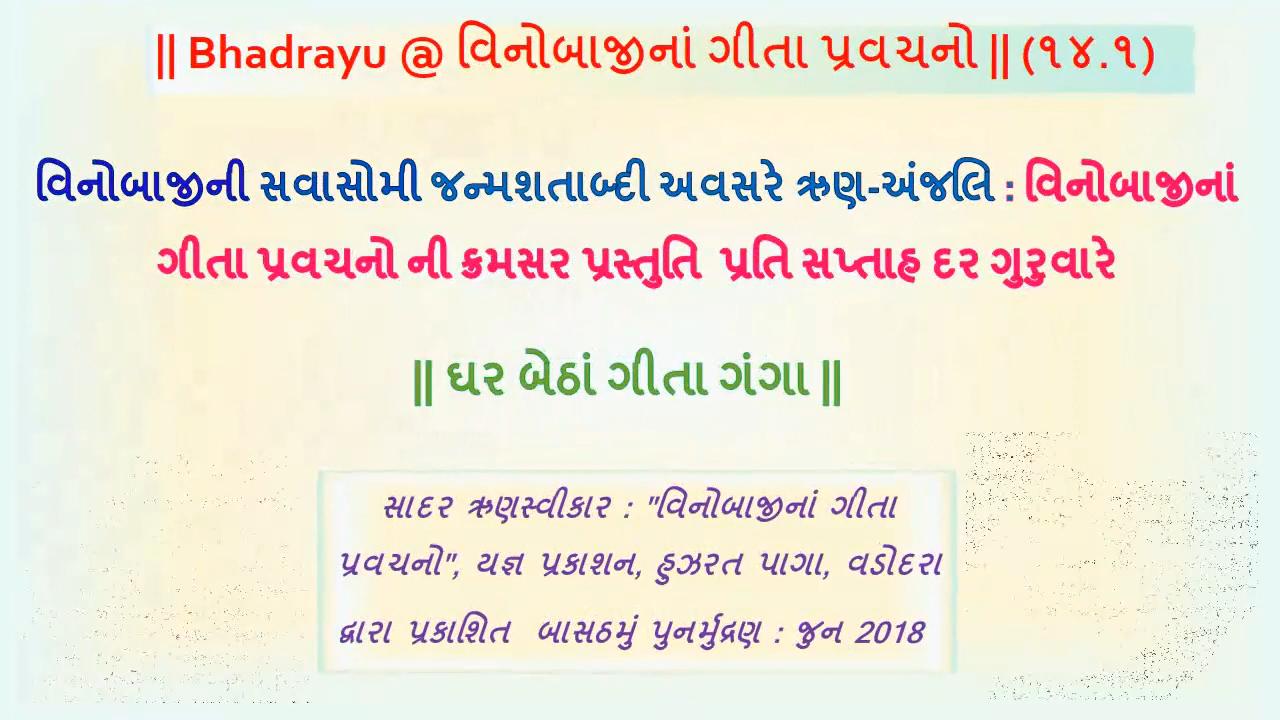 || Bhadrayu @ વિનોબાજીનાં ગીતા પ્રવચનો || (૧૪.૧)
વિનોબાજીની સવાસોમી જન્મશતાબ્દી અવસરે ઋણ-અંજલિ : વિનોબાજીનાં
ગીતા પ્રવચનો ની ક્રમસર પ્રસ્તુતિ પ્રતિ સપ્તાહ દર ગુરુવારે
|| ઘર બેઠાં ગીતા ગંગા ||
સાદર ઋણસ્વીકાર : "વિનોબાજીનાં ગીતા
પ્રવચનો", યજ્ઞ પ્રકાશન, હુઝરત પાગા, વડોદરા
દ્વારા પ્રકાશિત બાસઠમું પુનર્મુદ્રણ : જુન 2018